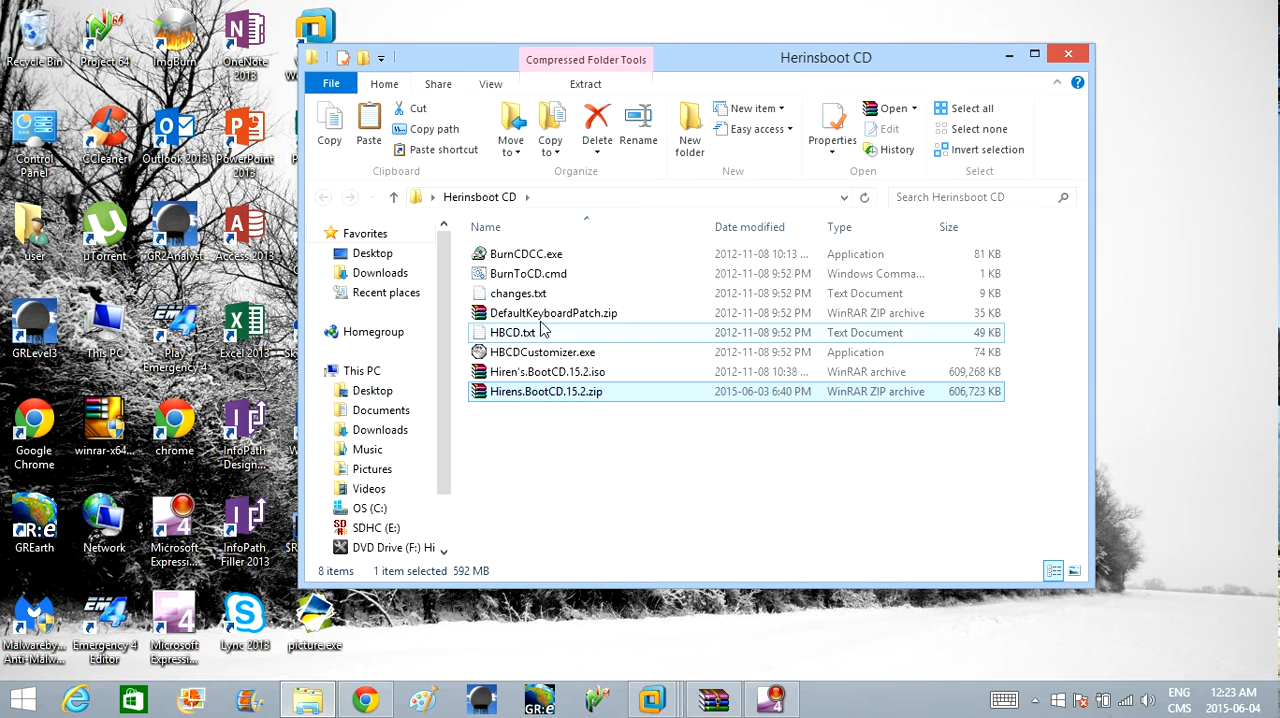 Recycle Bin
Project 64
ImgBurn
OneNote 2013
Control Panel
CCleaner
Outlook 2013
PowerPoint 2013
user
µTorrent
GR2Analyst
Access 2013
GRLevel3
This PC
Play Emergency 4
Excel 2013
Google Chrome
winrar-x64...
chrome
InfoPath Design...
GR:e
GREarth
Network
Microsoft Expressi...
InfoPath Filler 2013
Malwareby... Anti-Malw...
Emergency 4 Editor
Microsoft Expressi...
Lync 2013
picture.exe
Compressed Folder Tools
Herinsboot CD
File
Home
Share
View
Extract
Copy
Paste
Cut
Copy path
Paste shortcut
Move to
Copy to
Delete
Rename
New folder
New item
Easy access
Properties
Open
Edit
History
Select all
Select none
Invert selection
Clipboard
Organize
New
Open
Select
Herinsboot CD
Search Herinsboot CD
Name
Date modified
Type
Size
BurnCDCC.exe 2012-11-08 10:13 ... Application 81 KB
BurnToCD.cmd 2012-11-08 9:52 PM Windows Comma... 1 KB
changes.txt 2012-11-08 9:52 PM Text Document 9 KB
DefaultKeyboardPatch.zip 2012-11-08 9:52 PM WinRAR ZIP archive 35 KB
HBCD.txt 2012-11-08 9:52 PM Text Document 49 KB
HBCDCustomizer.exe 2012-11-08 9:52 PM Application 74 KB
Hiren's.BootCD.15.2.iso 2012-11-08 10:38 ... WinRAR archive 609,268 KB
Hirens.BootCD.15.2.zip 2015-06-03 6:40 PM WinRAR ZIP archive 606,723 KB
Favorites
Desktop
Downloads
Recent places
Homegroup
This PC
Desktop
Documents
Downloads
Music
Pictures
Videos
OS (C:)
SDHC (E:)
DVD Drive (F:) Hi
8 items 1 item selected 592 MB
ENG
CMS
12:23 AM
2015-06-04